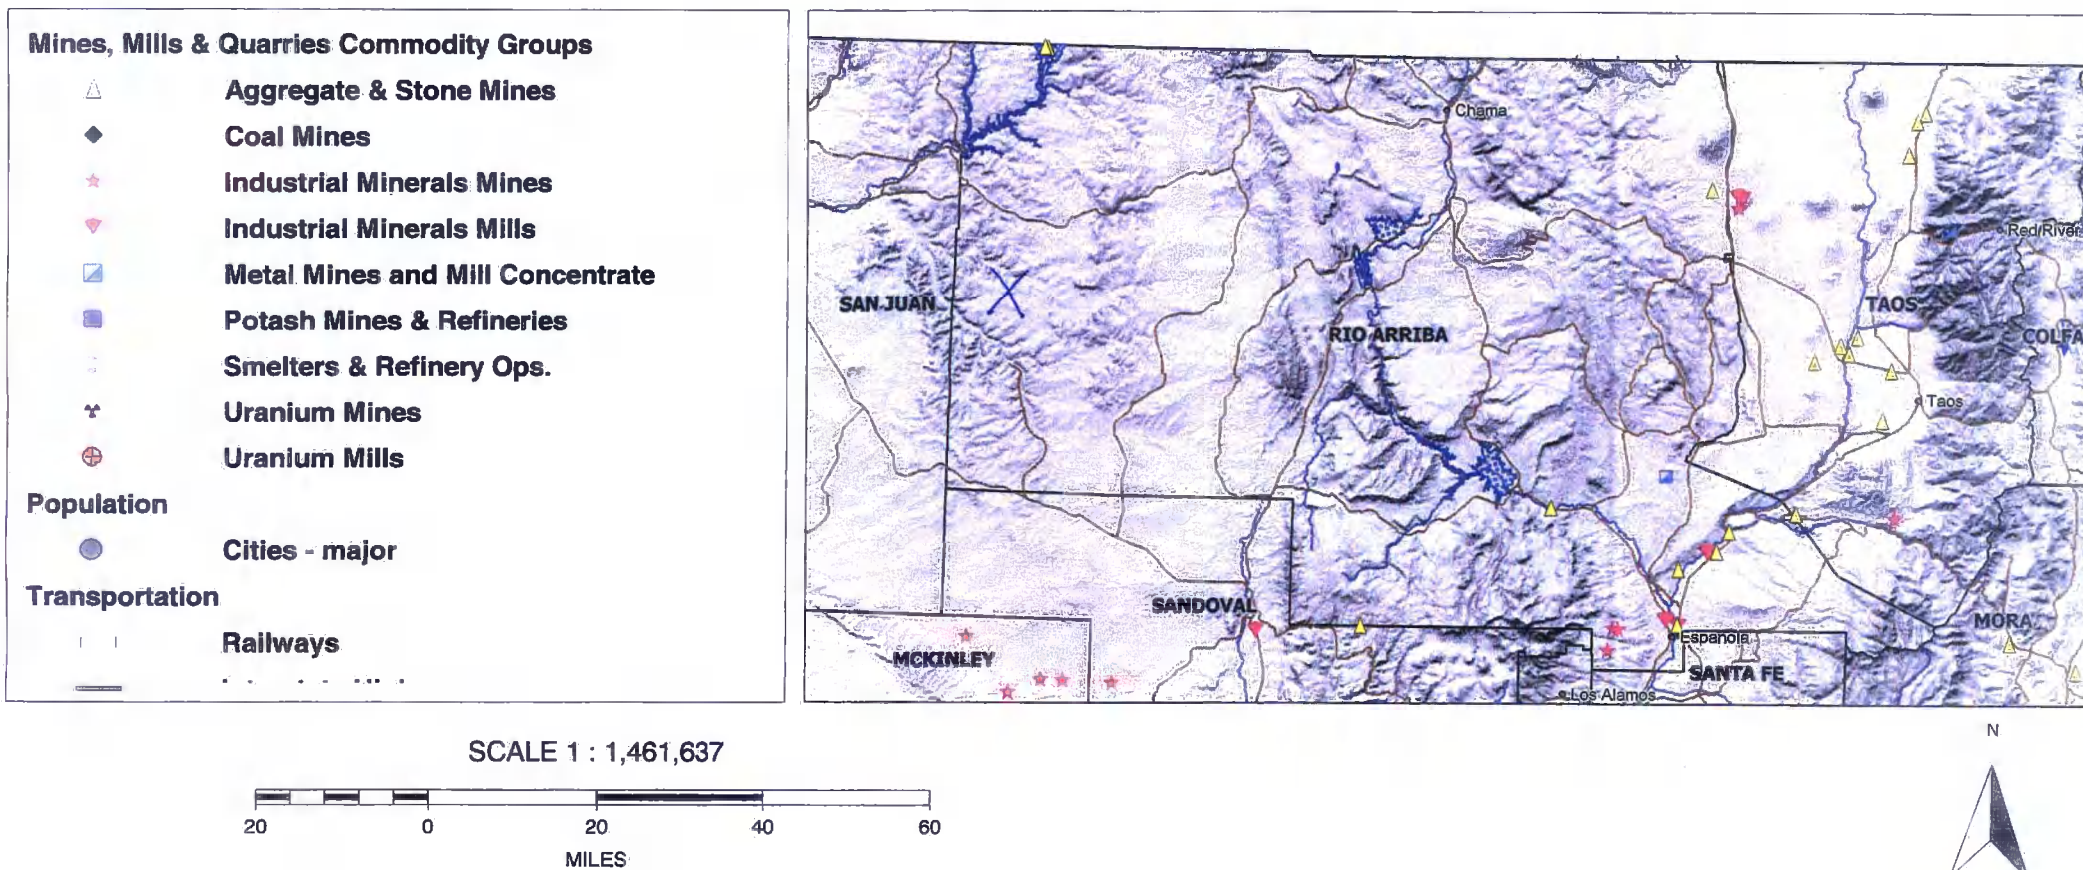 Mines, Mills & Quarries Commodity Groups
Aggregate & Stone Mines
Coal Mines
Industrial Minerals Mines
Industrial Minerals Mills
Metal Mines and Mill Concentrate
Potash Mines & Refineries
Smelters & Refinery Ops.
Uranium Mines
Uranium Mills
Population
Cities - major
Transportation
Railways
SCALE 1 : 1,461,637
20 0 20 40 60
MILES
Chama
Red River
SAN JUAN
TAOS
RIO ARRIBA
COLFA
Taos
SANDOVAL
MORA
Espanola
MCKINLEY
SANTA FE
Los Alamos
N